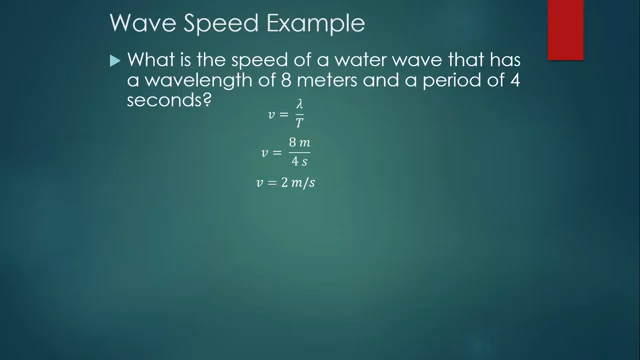 Wave Speed Example
What is the speed of a water wave that has
a wavelength of 8 meters and a period of 4
seconds?
v = λ/T
v = 8 m/4 s
v = 2 m/s